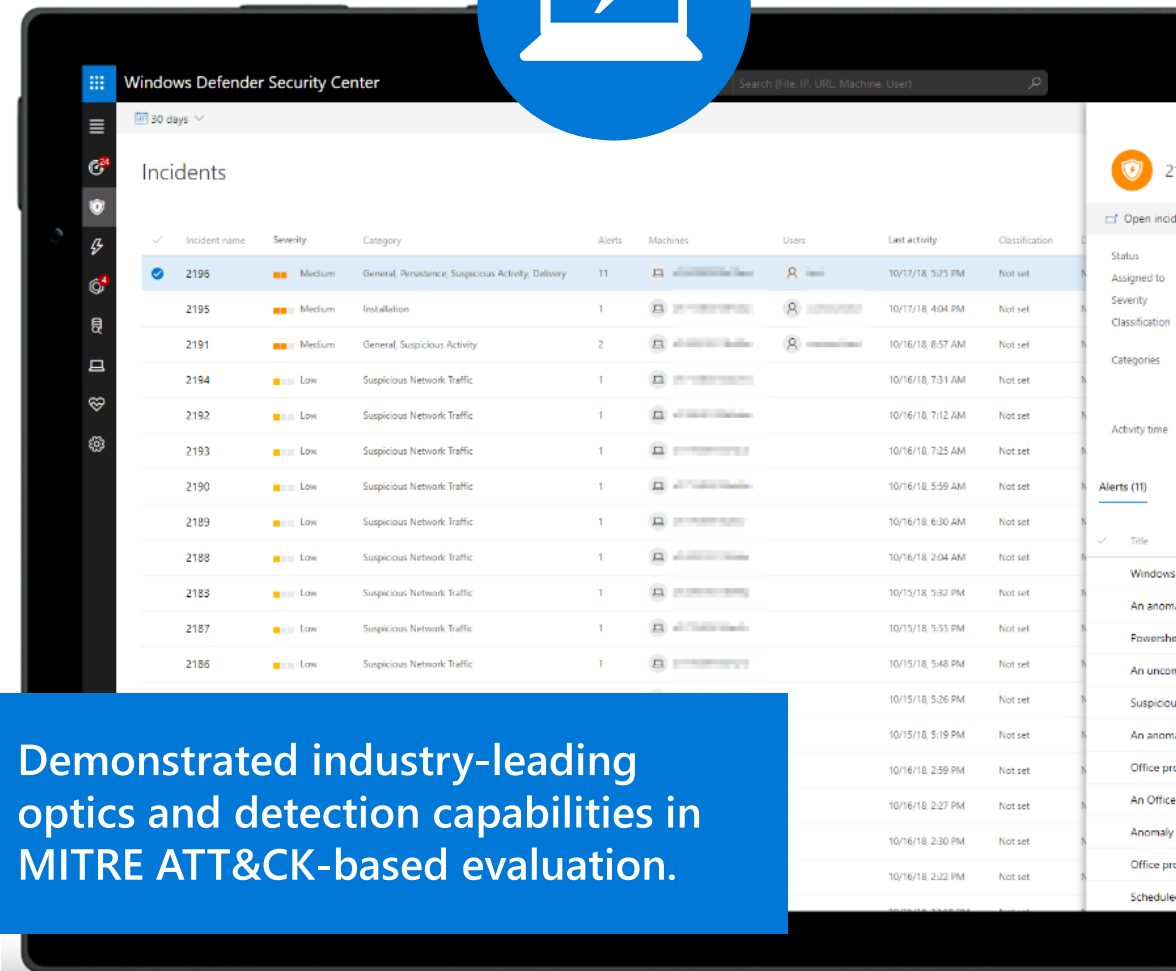 Windows Defender Security Center
Search (File, IP, URL, Machine, User)
30 days
24
4
Incidents
Incident name Severity Category Alerts Machines Users Last activity Classification
2196 Medium General, Persistence, Suspicious Activity, Delivery 11 10/17/18, 5:25 PM Not set
2195 Medium Installation 1 10/17/18, 4:04 PM Not set
2191 Medium General, Suspicious Activity 2 10/16/18, 8:57 AM Not set
2194 Low Suspicious Network Traffic 1 10/16/18, 7:31 AM Not set
2192 Low Suspicious Network Traffic 1 10/16/18, 7:12 AM Not set
2193 Low Suspicious Network Traffic 1 10/16/18, 7:25 AM Not set
2190 Low Suspicious Network Traffic 1 10/16/18, 5:59 AM Not set
2189 Low Suspicious Network Traffic 1 10/16/18, 6:30 AM Not set
2188 Low Suspicious Network Traffic 1 10/16/18, 2:04 AM Not set
2183 Low Suspicious Network Traffic 1 10/15/18, 5:32 PM Not set
2187 Low Suspicious Network Traffic 1 10/15/18, 5:55 PM Not set
2186 Low Suspicious Network Traffic 1 10/15/18, 5:48 PM Not set
10/15/18, 5:26 PM Not set
10/15/18, 5:19 PM Not set
10/16/18, 2:59 PM Not set
10/16/18, 2:27 PM Not set
10/16/18, 2:30 PM Not set
10/16/18, 2:22 PM Not set
21
Open incid
Status
Assigned to
Severity
Classification
Categories
Activity time
Alerts (11)
Title
Windows
An anoma
Powershe
An uncom
Suspiciou
An anoma
Office pro
An Office
Anomaly
Office pro
Scheduled
Demonstrated industry-leading
optics and detection capabilities in
MITRE ATT&CK-based evaluation.